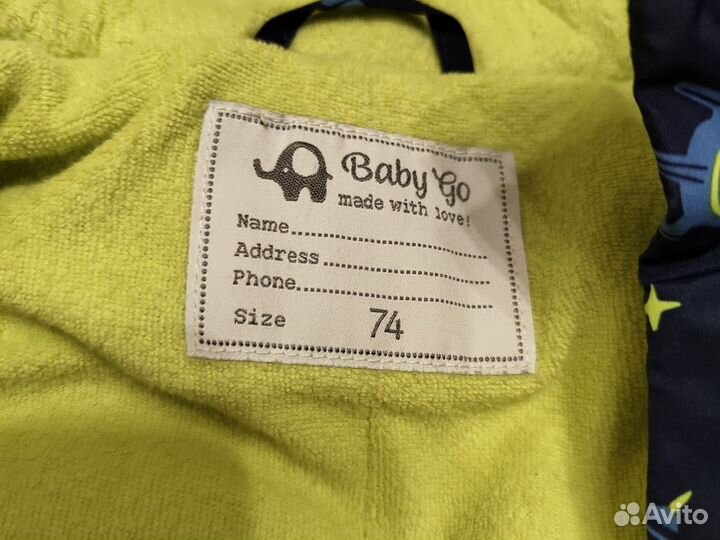 Baby Go
made with love!
Name
Address
Phone
Size 74
Avito